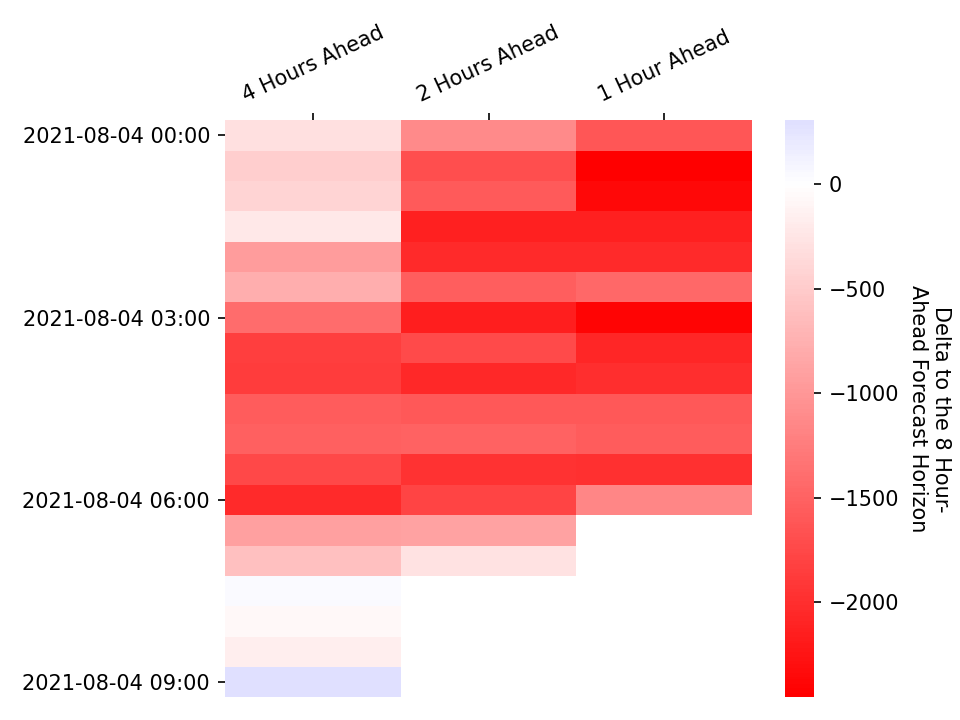 4 Hours Ahead
2 Hours Ahead
1 Hour Ahead
2021-08-04 00:00
2021-08-04 03:00
2021-08-04 06:00
2021-08-04 09:00
0
−500
−1000
−1500
−2000
Delta to the 8 Hour-
Ahead Forecast Horizon